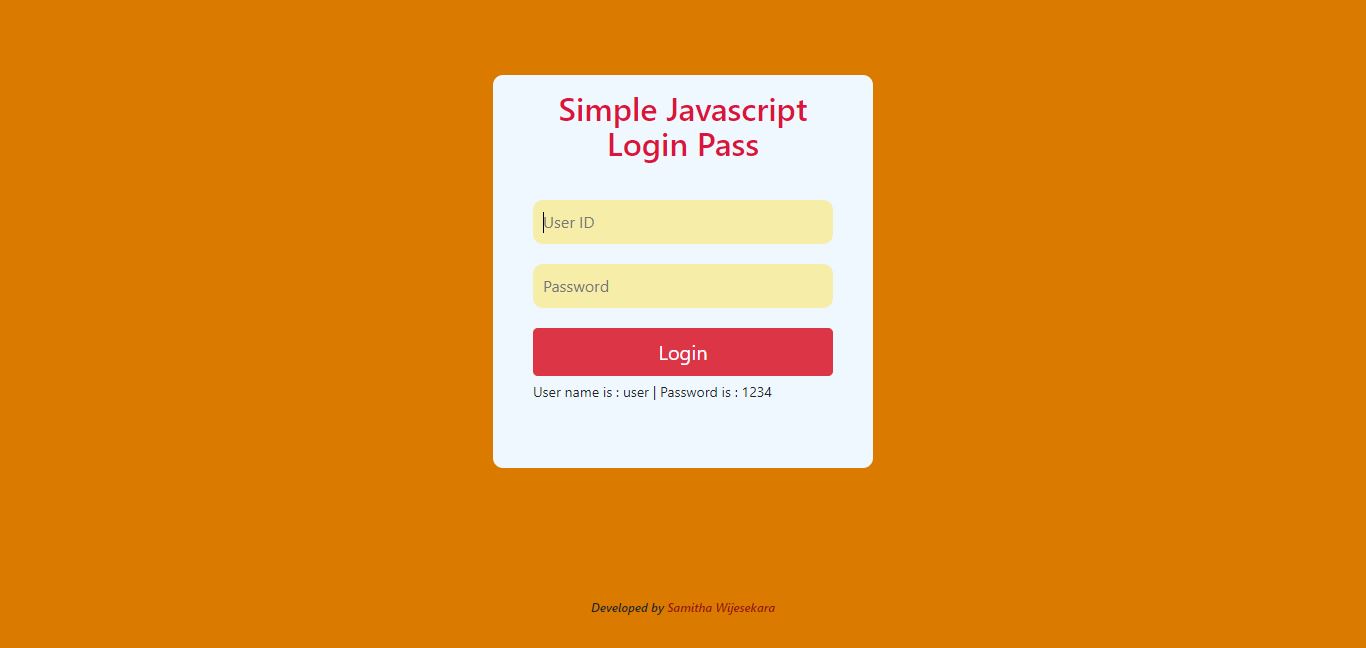 Simple Javascript
Login Pass
User ID
Password
Login
User name is : user | Password is : 1234
Developed by Samitha Wijesekara